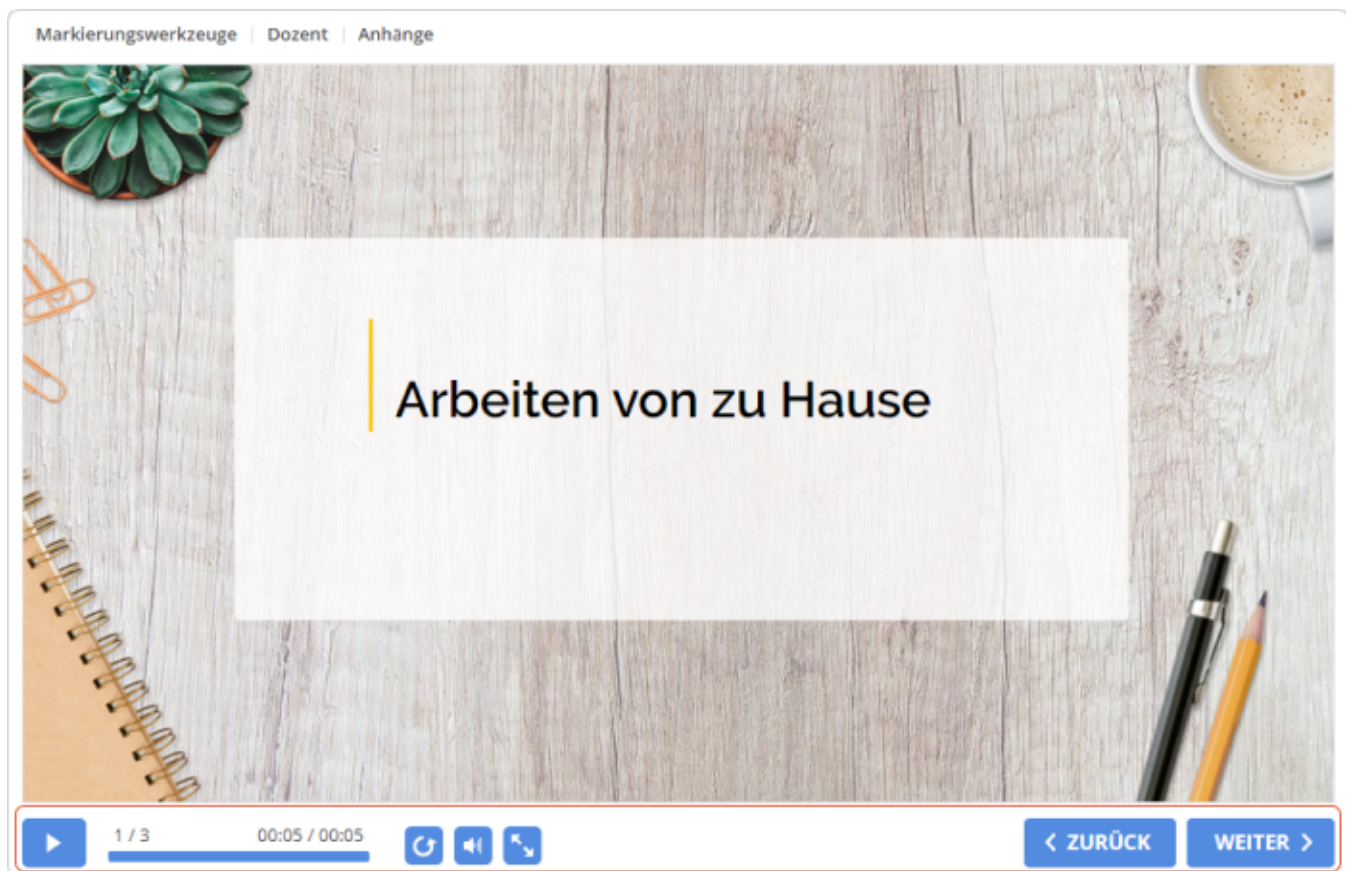 Markierungswerkzeuge | Dozent | Anhänge
Arbeiten von zu Hause
1 / 3 00:05 / 00:05 ZURÜCK WEITER